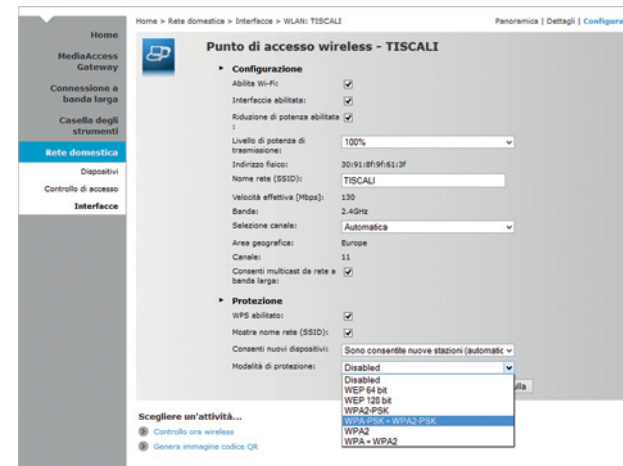 Home > Rete domestica > Interfacce > WLAN: TISCALI
Panoramica | Dettagli | Configura
Home
MediaAccess
Gateway
Connessione a
banda larga
Casella degli
strumenti
Rete domestica
Dispositivi
Controllo di accesso
Interfacce
Punto di accesso wireless - TISCALI
Configurazione
Abilita Wi-Fi:
Interfaccia abilitata:
Riduzione di potenza abilitata
:
Livello di potenza di
trasmissione: 100%
Indirizzo fisico: 30:91:8f:9f:61:3f
Nome rete (SSID): TISCALI
Velocità effettiva [Mbps]: 130
Banda: 2.4GHz
Selezione canale: Automatica
Area geografica: Europe
Canale: 11
Consenti multicast da rete a
banda larga:
Protezione
WPS abilitato:
Mostra nome rete (SSID):
Consenti nuovi dispositivi: Sono consentite nuove stazioni (automatic
Modalità di protezione: Disabled
Disabled
WEP 64 bit
WEP 128 bit
WPA2-PSK
WPA-PSK + WPA2-PSK
WPA2
WPA + WPA2
ulla
Scegliere un'attività...
Controllo ora wireless
Genera immagine codice QR